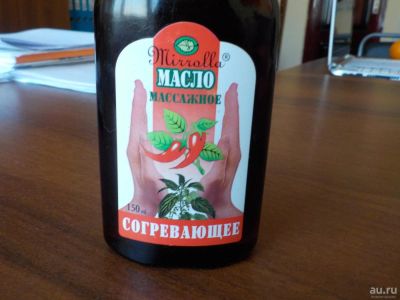 Mirrolla®
МАСЛО
МАССАЖНОЕ
150 мл
СОГРЕВАЮЩЕЕ
au.ru